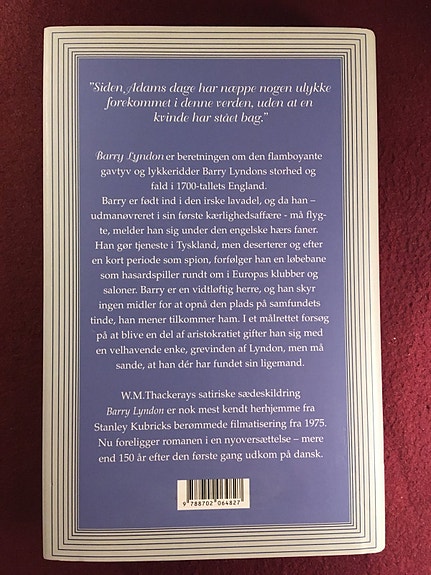 ”Siden Adams dage har næppe nogen ulykke
forekommet i denne verden, uden at en
kvinde har stået bag.”
Barry Lyndon er beretningen om den flamboyante
gavtyv og lykkeridder Barry Lyndons storhed og
fald i 1700-tallets England.
Barry er født ind i den irske lavadel, og da han –
udmanøvreret i sin første kærlighedsaffære - må flyg-
te, melder han sig under den engelske hærs faner.
Han gør tjeneste i Tyskland, men deserterer og efter
en kort periode som spion, forfølger han en løbebane
som hasardspiller rundt om i Europas klubber og
saloner. Barry er en vidtløftig herre, og han skyr
ingen midler for at opnå den plads på samfundets
tinde, han mener tilkommer ham. I et målrettet forsøg
på at blive en del af aristokratiet gifter han sig med
en velhavende enke, grevinden af Lyndon, men må
sande, at han dér har fundet sin ligemand.
W.M.Thackerays satiriske sædeskildring
Barry Lyndon er nok mest kendt herhjemme fra
Stanley Kubricks berømmede filmatisering fra 1975.
Nu foreligger romanen i en nyoversættelse – mere
end 150 år efter den første gang udkom på dansk.
9 788702 064827